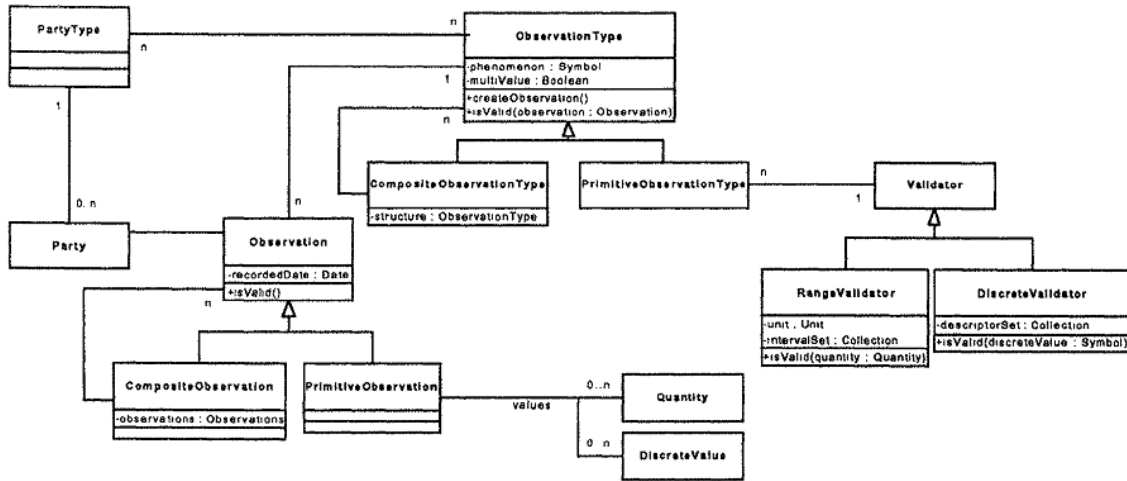 PartyType
n
n
ObservationType
-phenomenon : Symbol
-multiValue : Boolean
+createObservation()
+isValid(observation : Observation)
1
1
n
CompositeObservationType
-structure : ObservationType
PrimitiveObservationType
n
1
Validator
0..n
n
Party
Observation
-recordedDate : Date
+isValid()
n
RangeValidator
-unit : Unit
-intervalSet : Collection
+isValid(quantity : Quantity)
DiscreteValidator
-descriptorSet : Collection
+isValid(discreteValue : Symbol)
CompositeObservation
-observations : Observations
PrimitiveObservation
values
0..n
Quantity
0..n
DiscreteValue